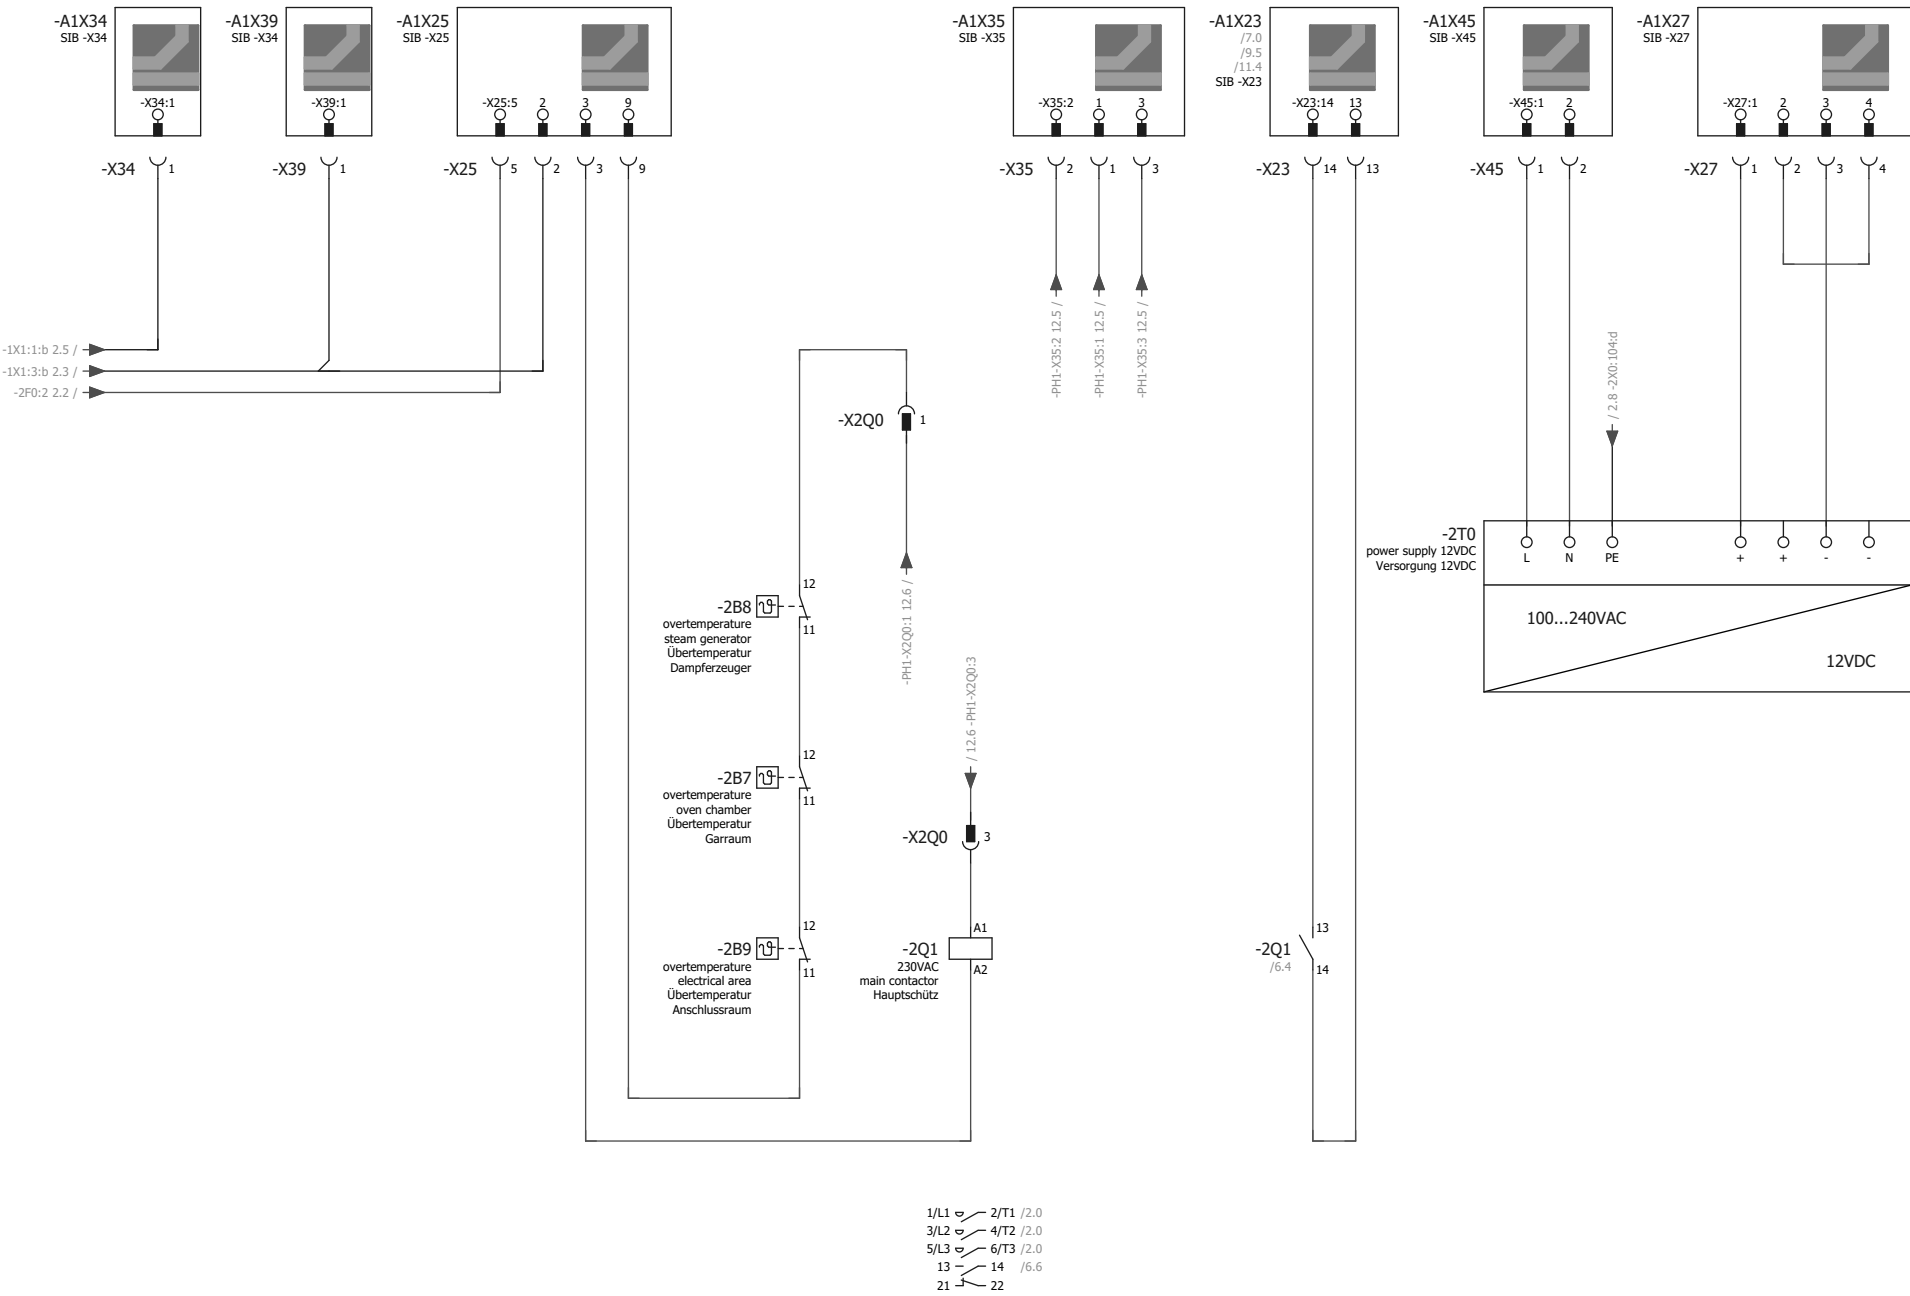 -A1X34
SIB -X34
-X34:1
-X34 1
-A1X39
SIB -X34
-X39:1
-X39 1
-A1X25
SIB -X25
-X25:5 2 3 9
-X25 5 2 3 9
-A1X35
SIB -X35
-X35:2 1 3
-X35 2 1 3
-A1X23
/7.0
/9.5
/11.4
SIB -X23
-X23:14 13
-X23 14 13
-A1X45
SIB -X45
-X45:1 2
-X45 1 2
-A1X27
SIB -X27
-X27:1 2 3 4
-X27 1 2 3 4
-1X1:1:b 2.5 /
-1X1:3:b 2.3 /
-2F0:2 2.2 /
-PH1-X35:2 12.5 /
-PH1-X35:1 12.5 /
-PH1-X35:3 12.5 /
/ 2.8 -2X0:104:d
-X2Q0 1
-PH1-X2Q0:1 12.6 /
-2T0
power supply 12VDC
Versorgung 12VDC
L N PE + + - -
100...240VAC
12VDC
12
-2B8
11
overtemperature
steam generator
Übertemperatur
Dampferzeuger
/ 12.6 -PH1-X2Q0:3
12
-2B7
11
overtemperature
oven chamber
Übertemperatur
Garraum
-X2Q0 3
12
-2B9
11
overtemperature
electrical area
Übertemperatur
Anschlussraum
A1
-2Q1
A2
230VAC
main contactor
Hauptschütz
13
-2Q1
/6.4
14
1/L1 2/T1 /2.0
3/L2 4/T2 /2.0
5/L3 6/T3 /2.0
13 14 /6.6
21 22